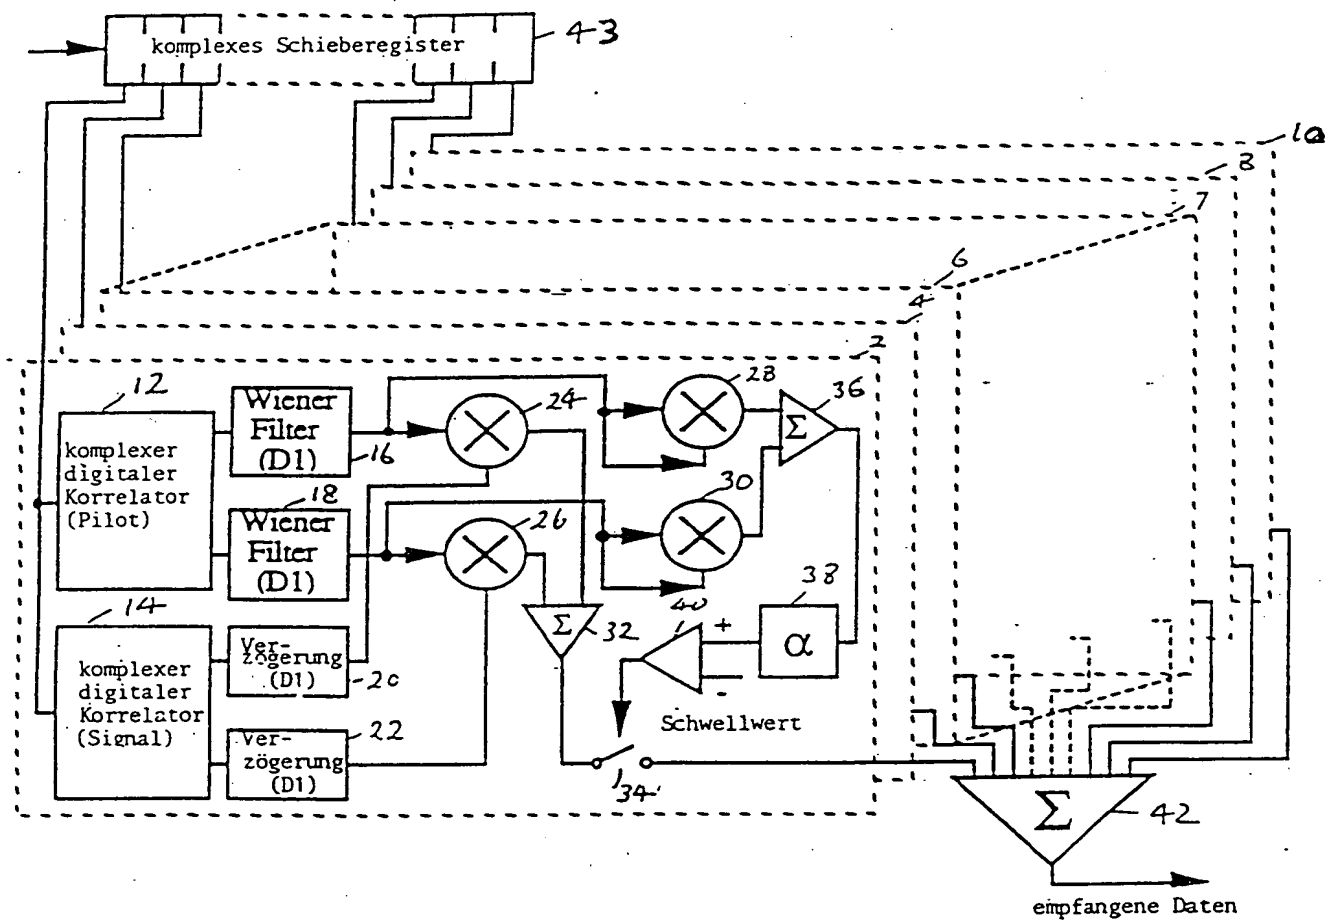 komplexes Schieberegister
43
10
8
7
6
4
2
12
komplexer
digitaler
Korrelator
(Pilot)
Wiener
Filter
(D1)
16
24
28
Σ
36
18
Wiener
Filter
(D1)
26
30
14
komplexer
digitaler
Korrelator
(Signal)
Ver-
zögerung
(D1)
20
Σ
32
40
+
-
38
α
Schwellwert
Ver-
zögerung
(D1)
22
34
Σ
42
empfangene Daten